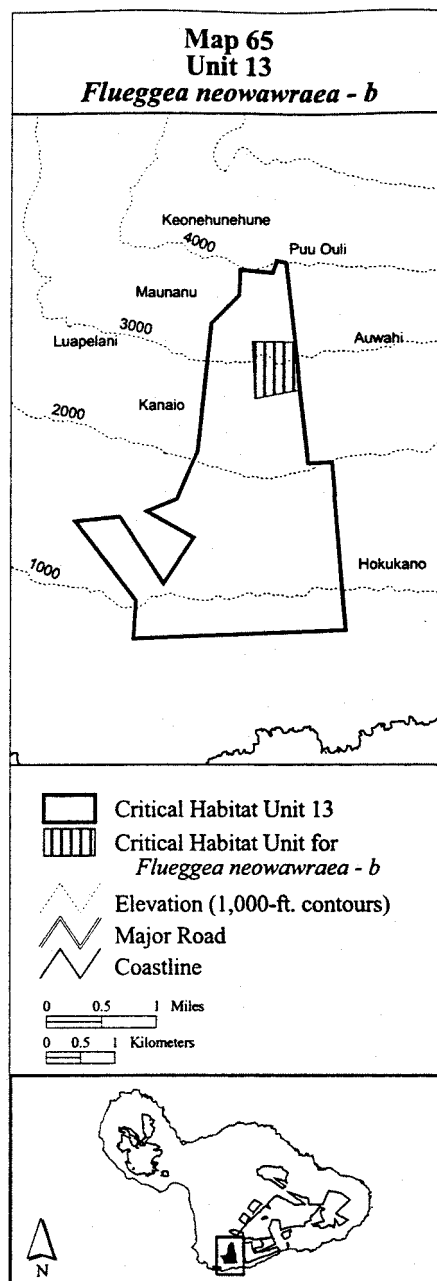 Map 65
Unit 13
Flueggea neowawraea - b
Keonehunehune
4000
Puu Ouli
Maunanu
3000
Luapelani
Auwahi
Kanaio
2000
1000
Hokukano
Critical Habitat Unit 13
Critical Habitat Unit for
Flueggea neowawraea - b
Elevation (1,000-ft. contours)
Major Road
Coastline
0 0.5 1 Miles
0 0.5 1 Kilometers
N